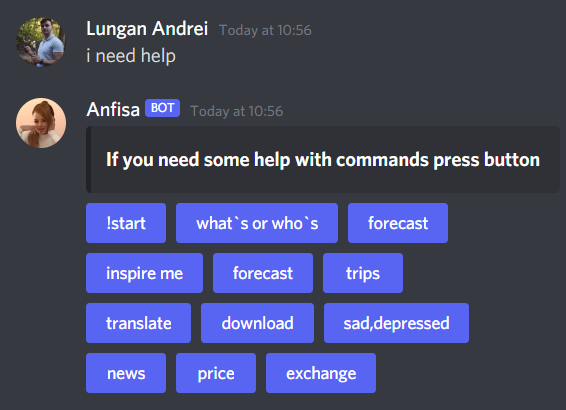 Lungan Andrei Today at 10:56
i need help
Anfisa BOT Today at 10:56
If you need some help with commands press button
!start what`s or who`s forecast
inspire me forecast trips
translate download sad,depressed
news price exchange